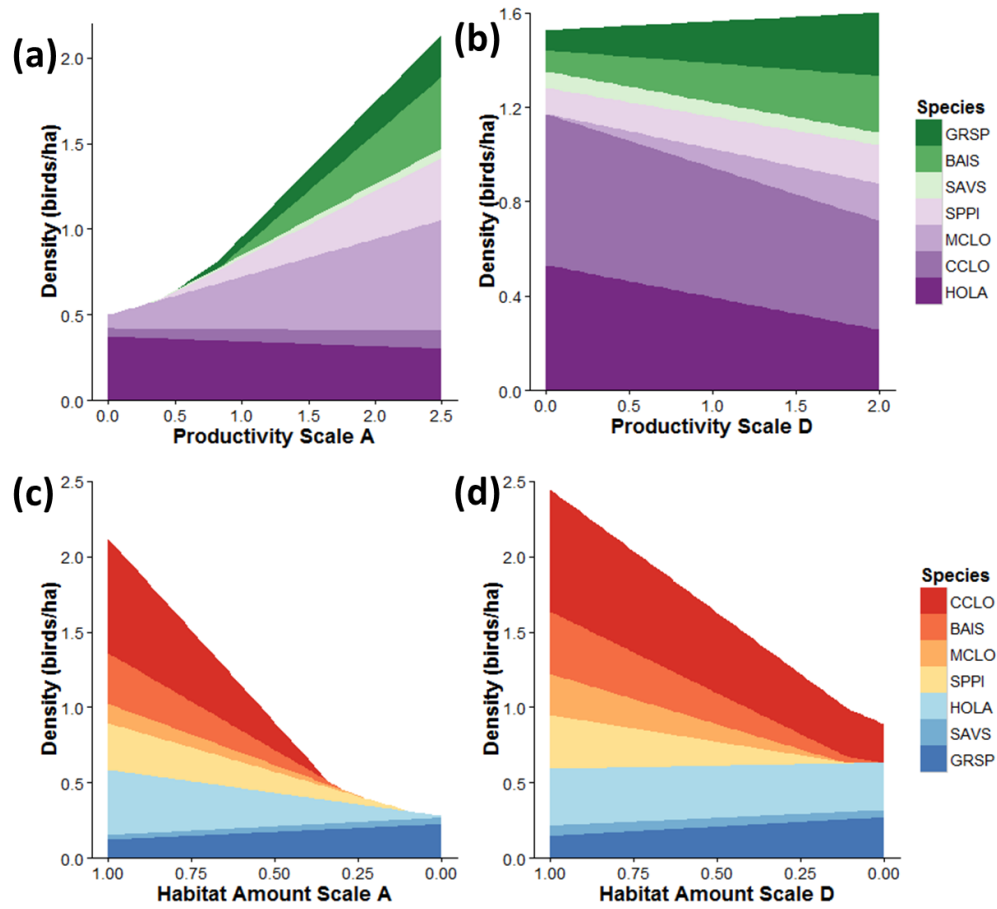 (a)
Density (birds/ha)
2.0
1.5
1.0
0.5
0.0
0.0 0.5 1.0 1.5 2.0 2.5
Productivity Scale A
(b)
Density (birds/ha)
1.6
1.2
0.8
0.4
0.0
0.0 0.5 1.0 1.5 2.0
Productivity Scale D
Species
GRSP
BAIS
SAVS
SPPI
MCLO
CCLO
HOLA
(c)
Density (birds/ha)
2.5
2.0
1.5
1.0
0.5
0.0
1.00 0.75 0.50 0.25 0.00
Habitat Amount Scale A
(d)
Density (birds/ha)
2.5
2.0
1.5
1.0
0.5
0.0
1.00 0.75 0.50 0.25 0.00
Habitat Amount Scale D
Species
CCLO
BAIS
MCLO
SPPI
HOLA
SAVS
GRSP